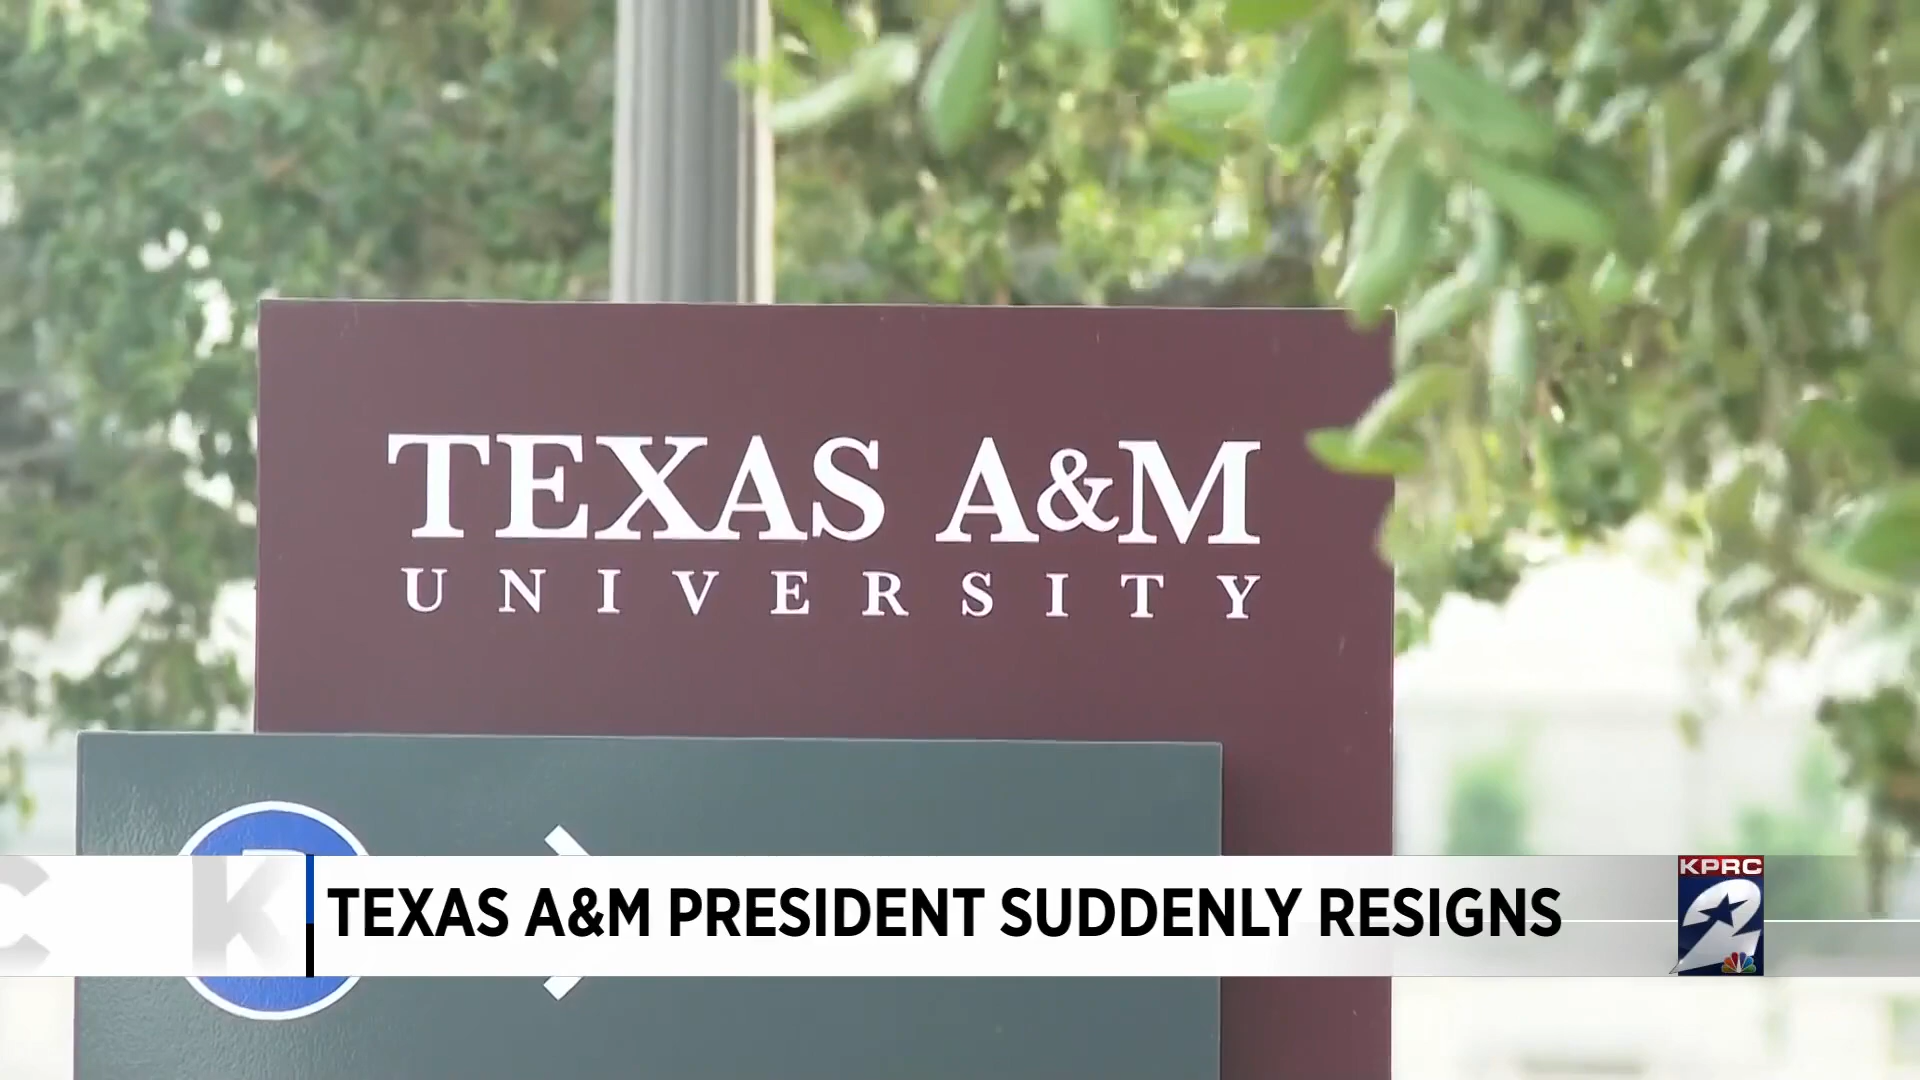 TEXAS A&M
UNIVERSITY
C K
TEXAS A&M PRESIDENT SUDDENLY RESIGNS
KPRC
2